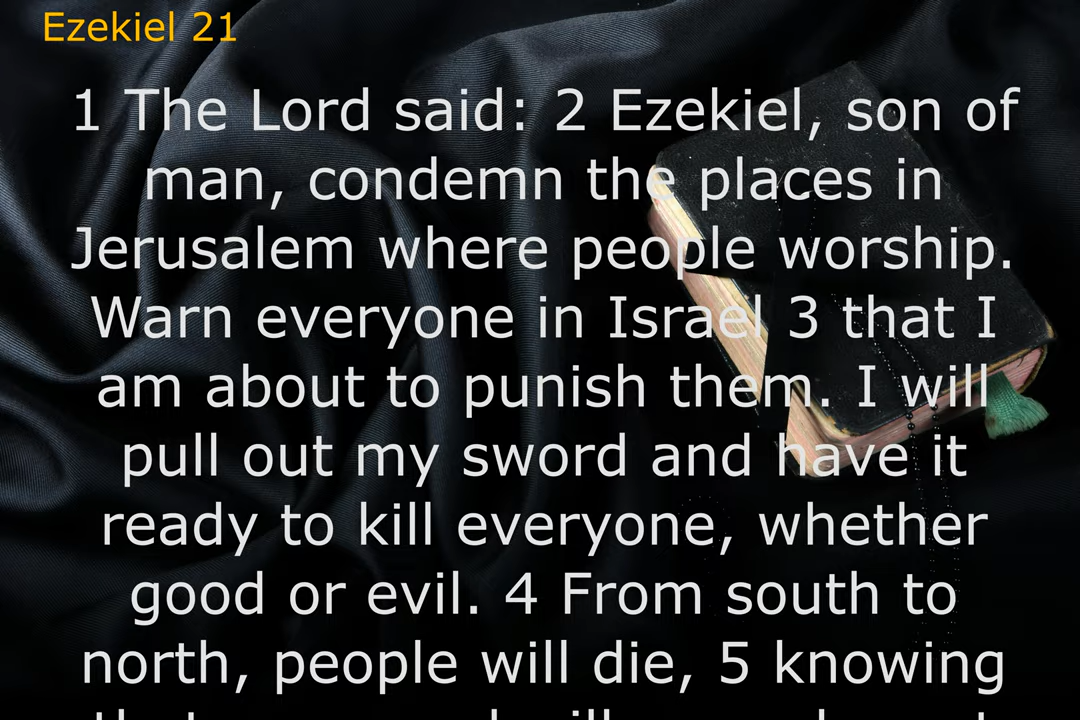 Ezekiel 21
1 The Lord said: 2 Ezekiel, son of
man, condemn the places in
Jerusalem where people worship.
Warn everyone in Israel 3 that I
am about to punish them. I will
pull out my sword and have it
ready to kill everyone, whether
good or evil. 4 From south to
north, people will die, 5 knowing